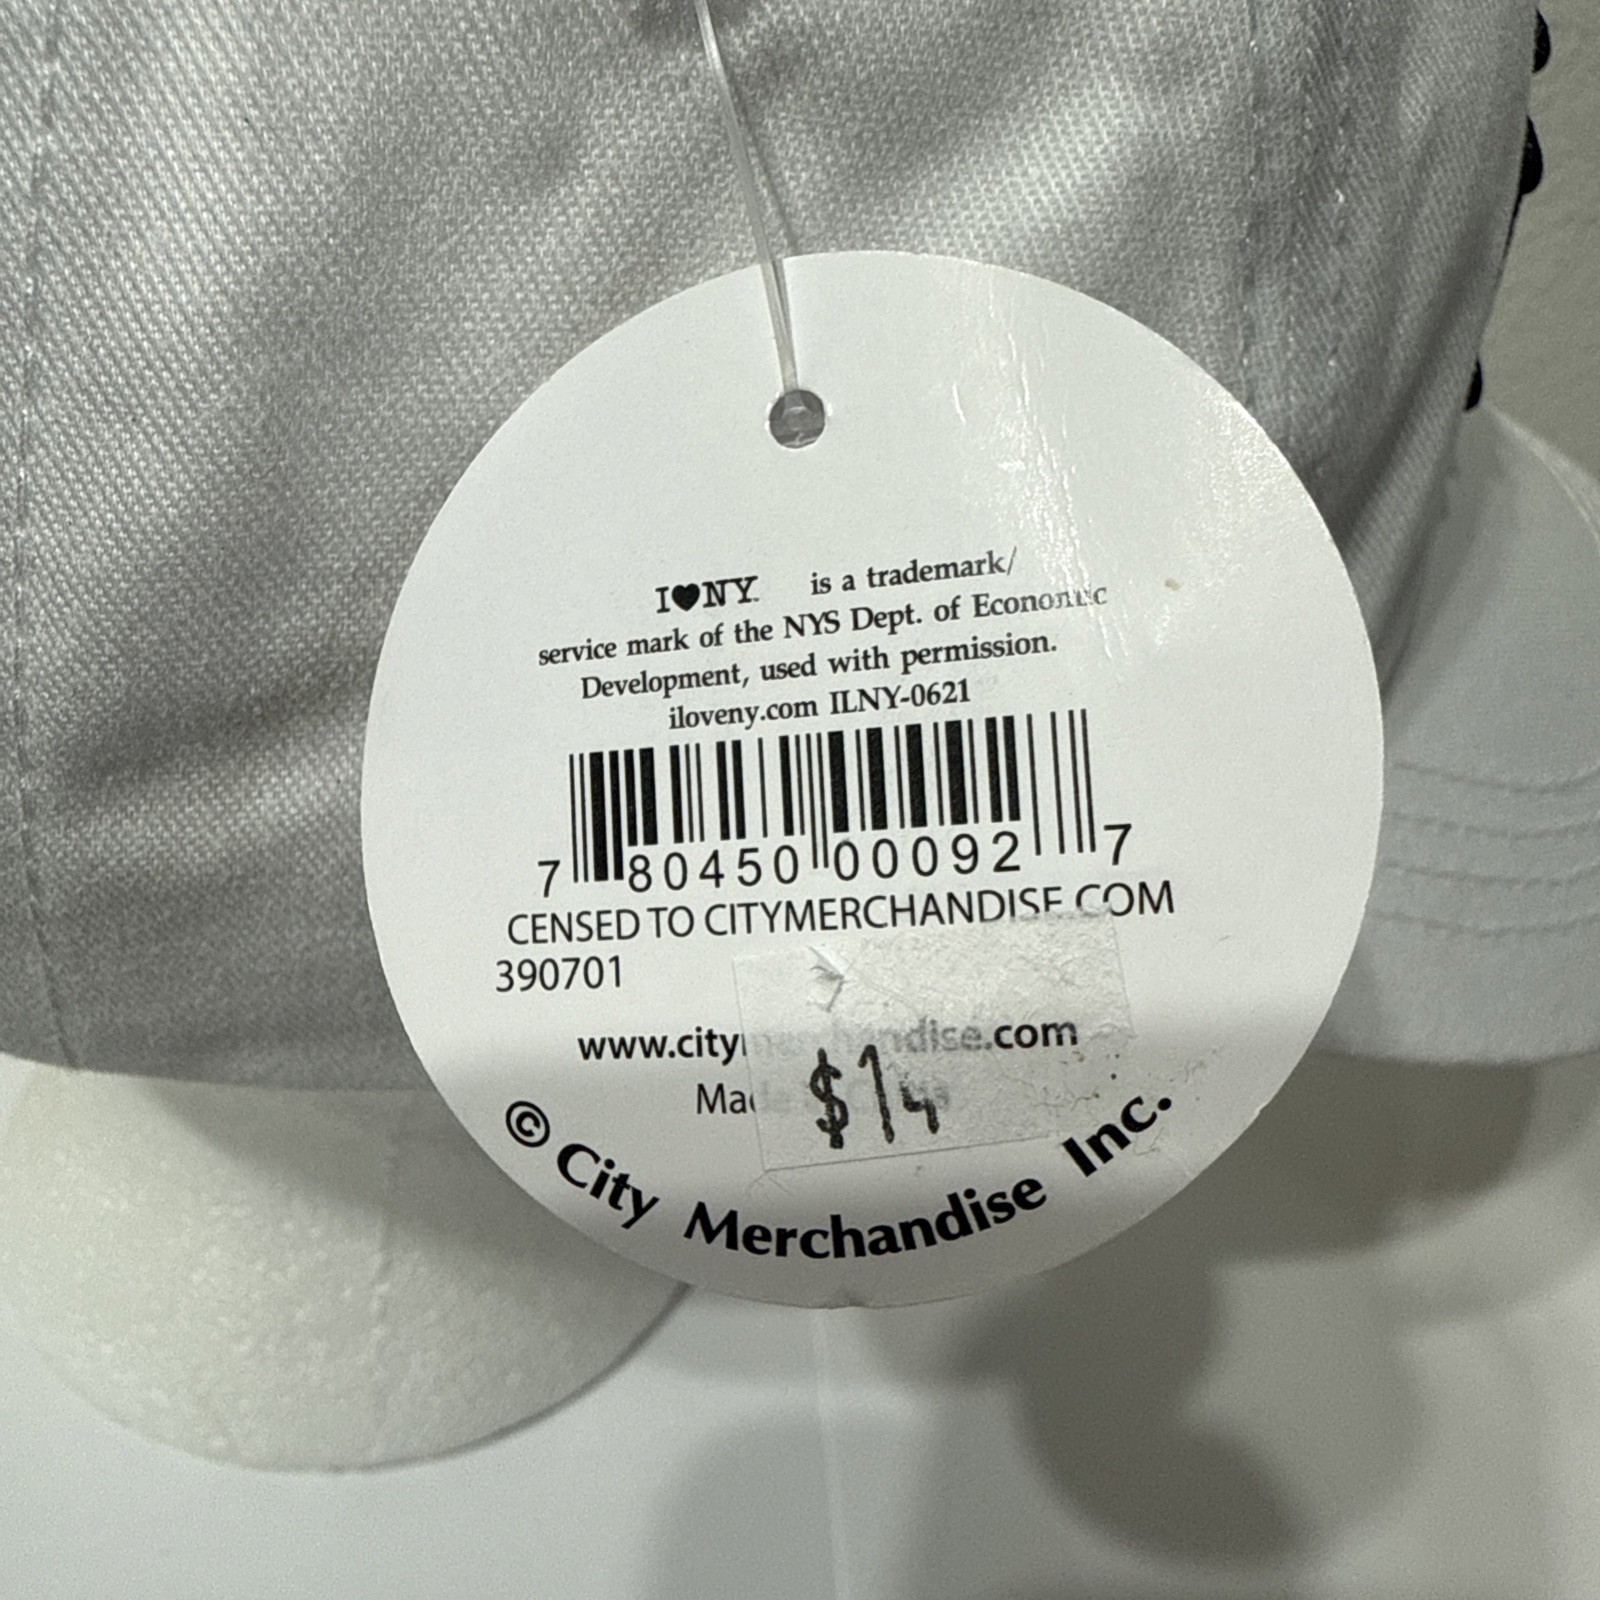 I♥NY is a trademark/
service mark of the NYS Dept. of Economic
Development, used with permission.
iloveny.com ILNY-0621
7 80450 00092 7
CENSED TO CITYMERCHANDISE.COM
390701
www.citymerchandise.com
$14
© City Merchandise Inc.